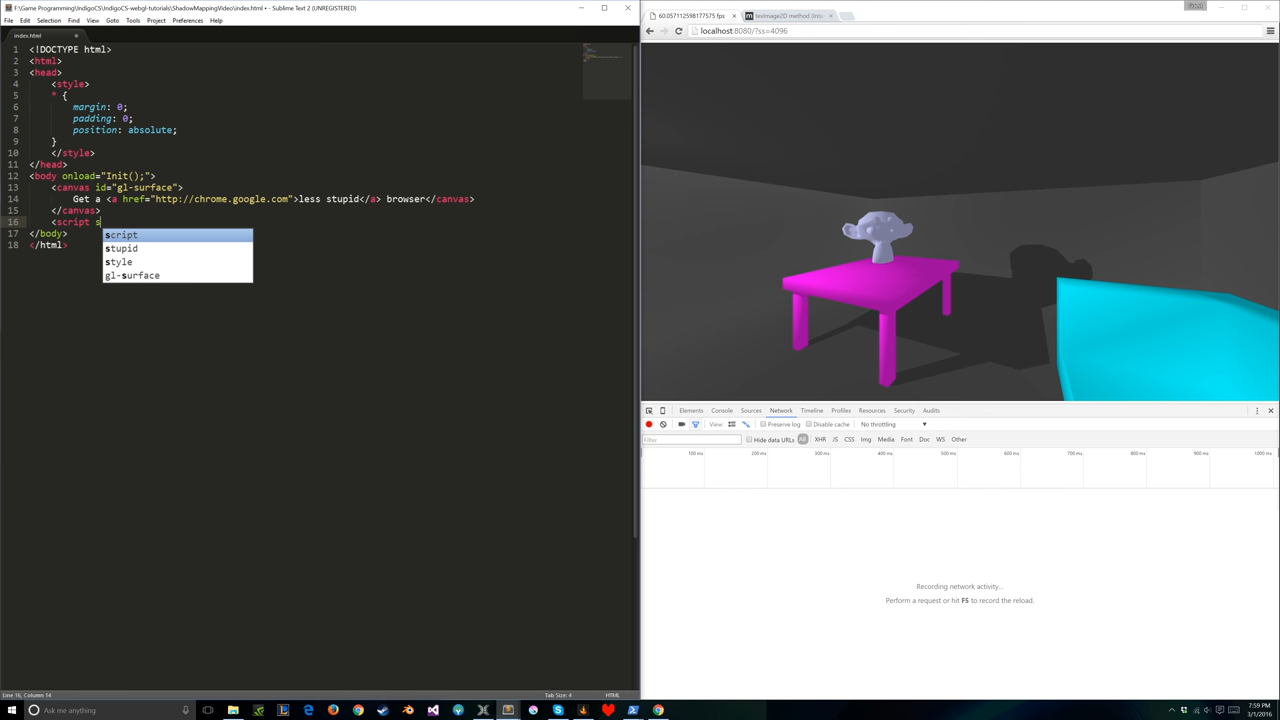 F:\Game Programming\IndigoCS\IndigoCS-webgl-tutorials\ShadowMappingVideo\index.html • - Sublime Text 2 (UNREGISTERED)
File Edit Selection Find View Goto Tools Project Preferences Help
index.html
1 <!DOCTYPE html>
2 <html>
3 <head>
4 <style>
5 * {
6 margin: 0;
7 padding: 0;
8 position: absolute;
9 }
10 </style>
11 </head>
12 <body onload="Init();">
13 <canvas id="gl-surface">
14 Get a <a href="http://chrome.google.com">less stupid</a> browser</canvas>
15 </canvas>
16 <script s
17 </body>
18 </html>
script
stupid
style
gl-surface
Line 16, Column 14
Tab Size: 4
HTML
60.057112598177575 fps
texImage2D method (Inte
localhost:8080/?ss=4096
Elements Console Sources Network Timeline Profiles Resources Security Audits
View: Preserve log Disable cache No throttling
Filter Hide data URLs All XHR JS CSS Img Media Font Doc WS Other
100 ms 200 ms 300 ms 400 ms 500 ms 600 ms 700 ms 800 ms 900 ms 1000 ms
Recording network activity...
Perform a request or hit F5 to record the reload.
Ask me anything
7:59 PM
3/1/2016